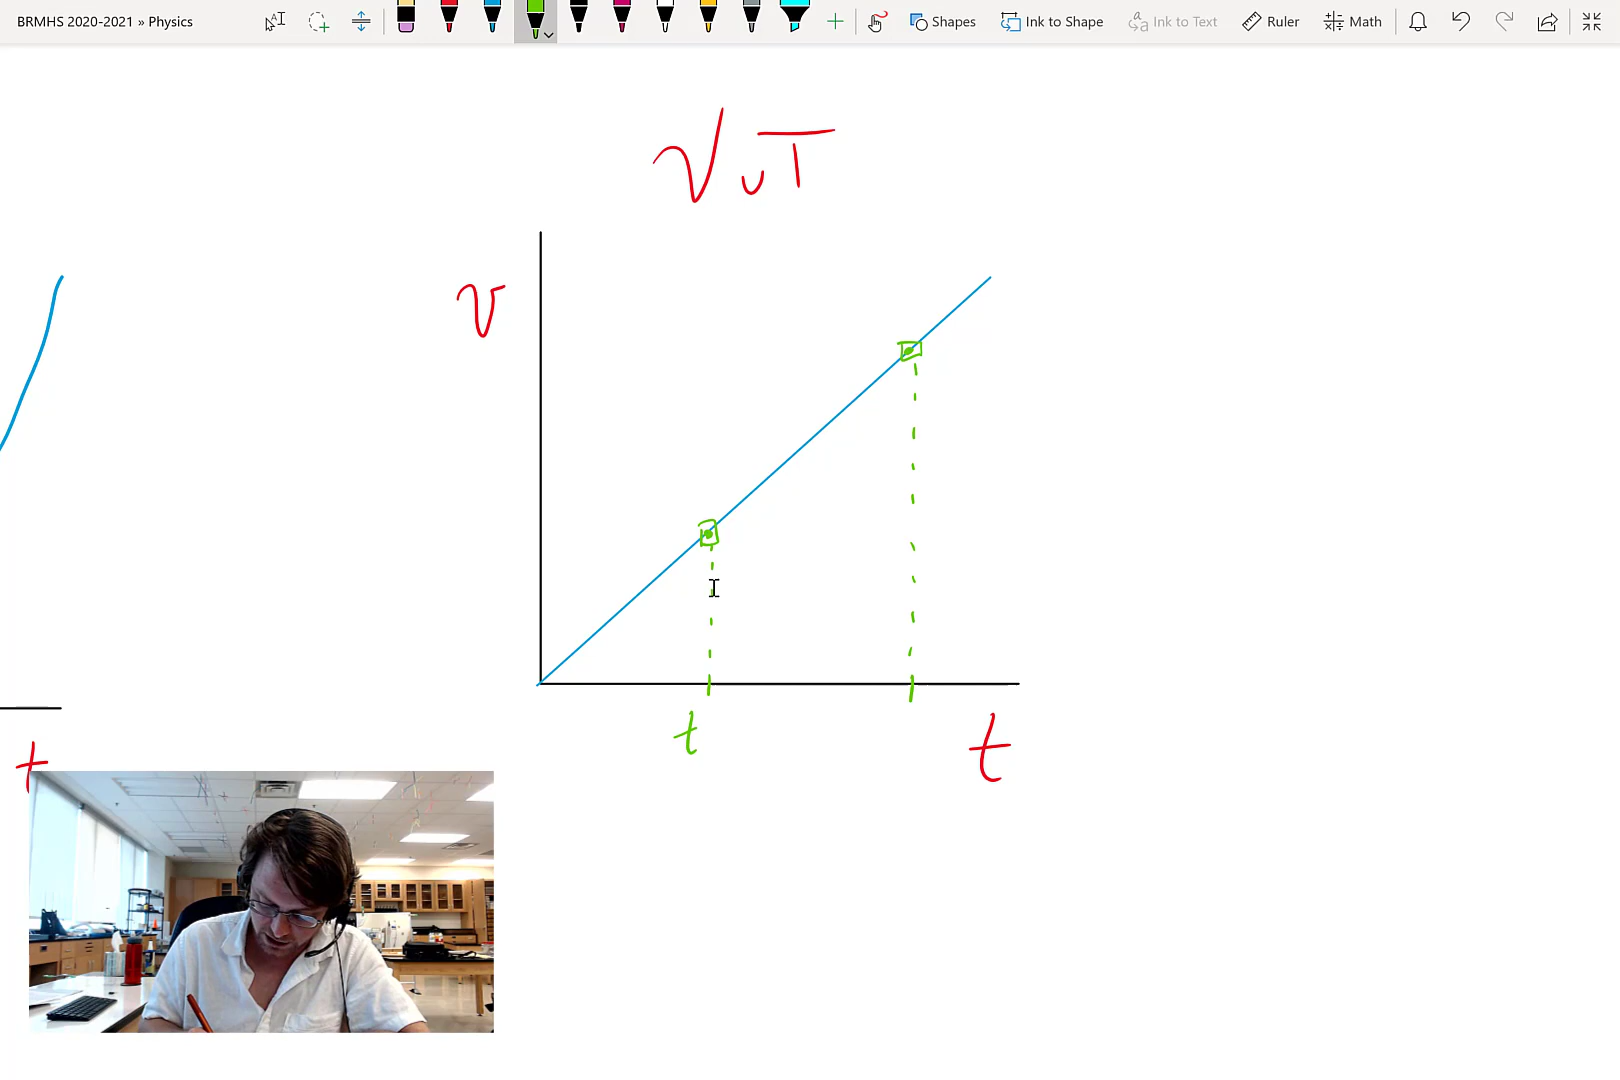 BRMHS 2020-2021 » Physics
Shapes
Ink to Shape
Ink to Text
Ruler
Math
V v T
v
t
t
t